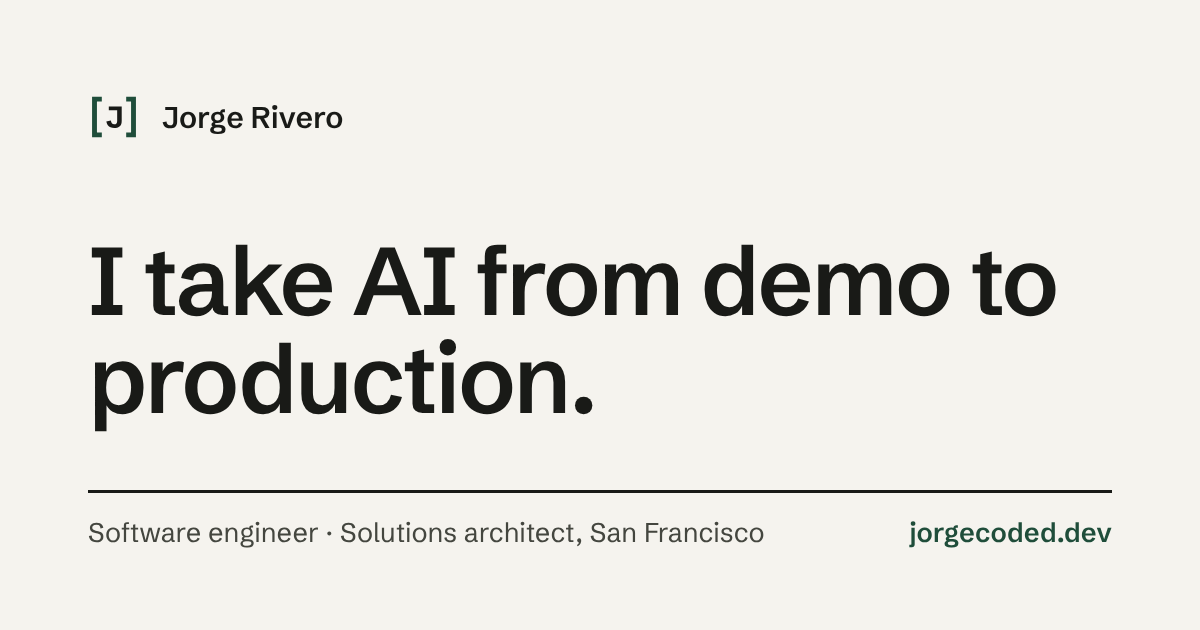 [J] Jorge Rivero
I take AI from demo to
production.
Software engineer · Solutions architect, San Francisco
jorgecoded.dev